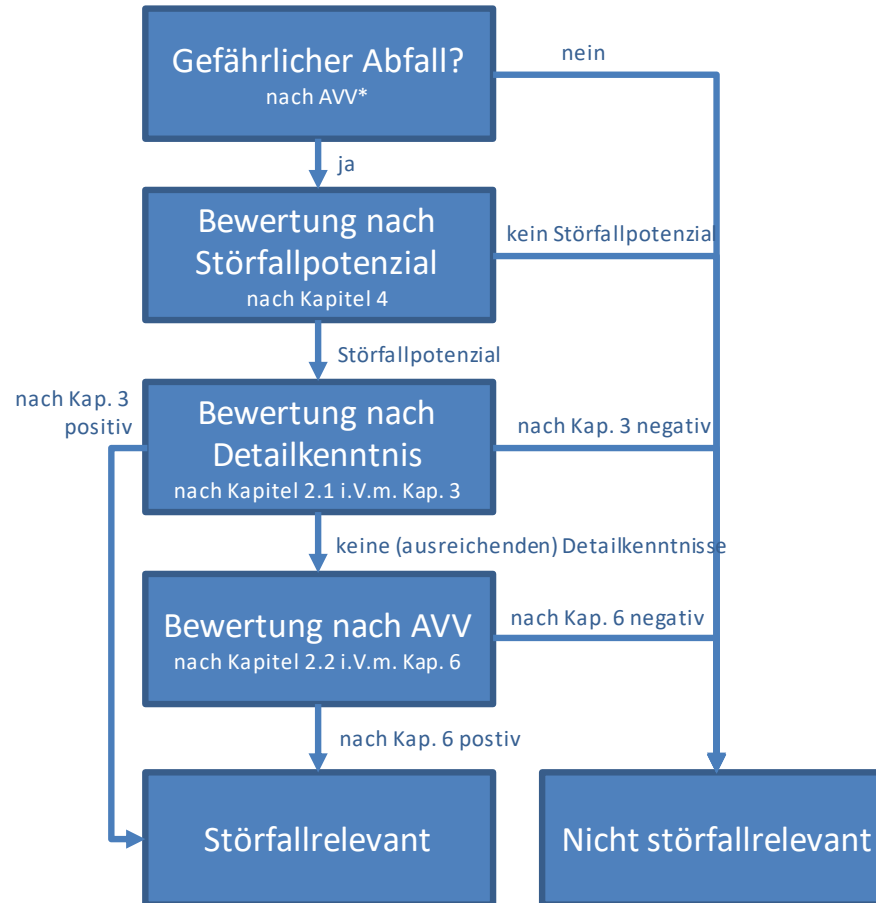 Gefährlicher Abfall?
nach AVV*
nein
ja
Bewertung nach
Störfallpotenzial
nach Kapitel 4
kein Störfallpotenzial
Störfallpotenzial
nach Kap. 3
positiv
Bewertung nach
Detailkenntnis
nach Kapitel 2.1 i.V.m. Kap. 3
nach Kap. 3 negativ
keine (ausreichenden) Detailkenntnisse
Bewertung nach AVV
nach Kapitel 2.2 i.V.m. Kap. 6
nach Kap. 6 negativ
nach Kap. 6 postiv
Störfallrelevant
Nicht störfallrelevant